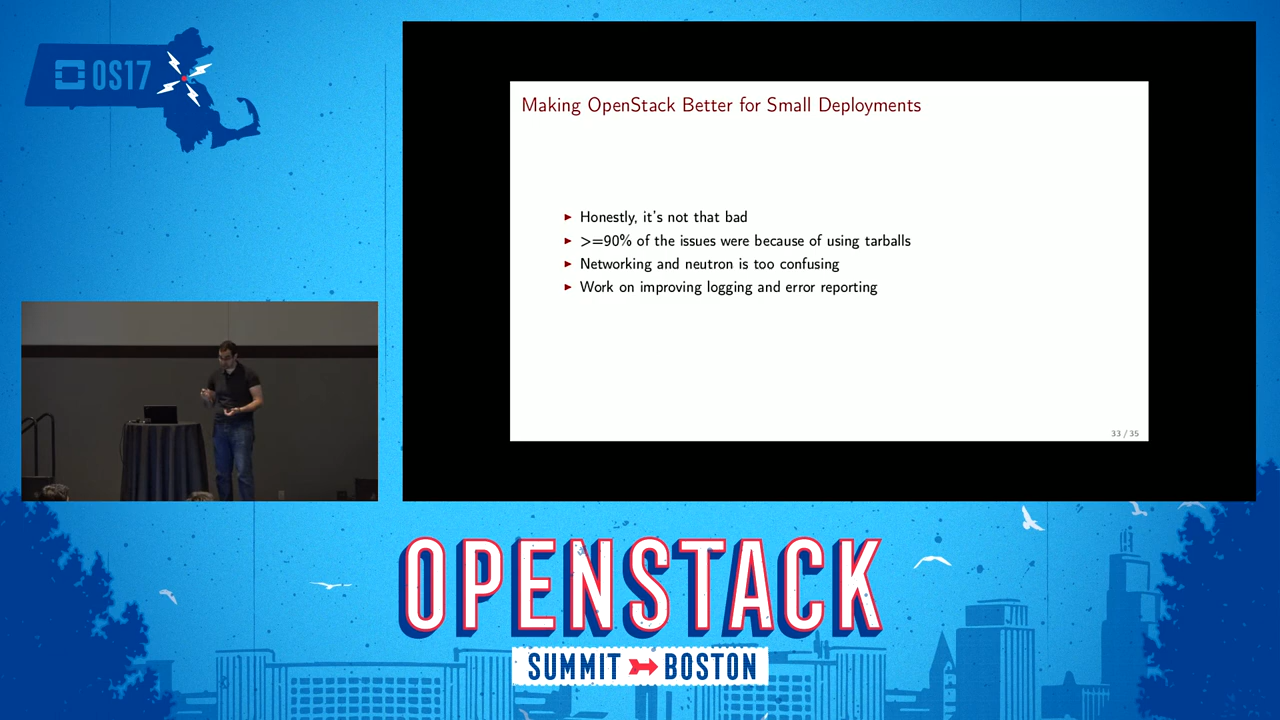 OS17
Making OpenStack Better for Small Deployments
▶ Honestly, it's not that bad
▶ >=90% of the issues were because of using tarballs
▶ Networking and neutron is too confusing
▶ Work on improving logging and error reporting
33 / 35
OPENSTACK
SUMMIT BOSTON